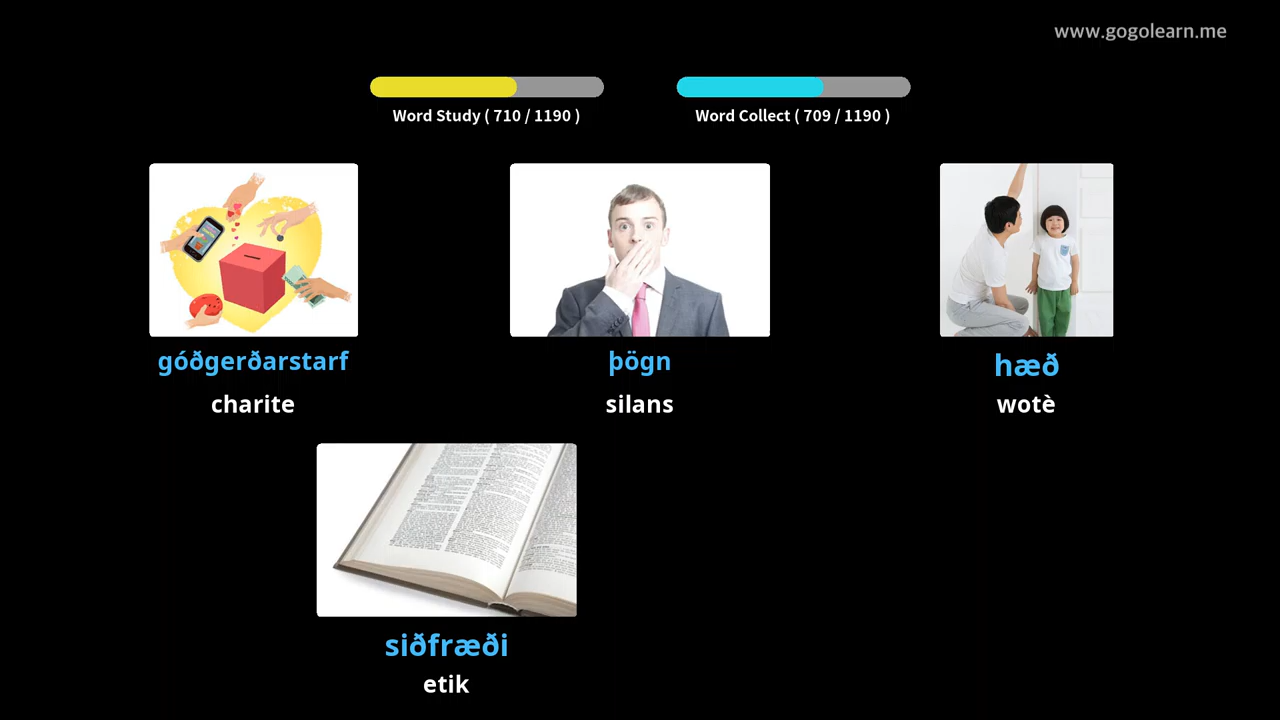 www.gogolearn.me
Word Study ( 710 / 1190 )
Word Collect ( 709 / 1190 )
góðgerðarstarf
charite
þögn
silans
hæð
wotè
siðfræði
etik